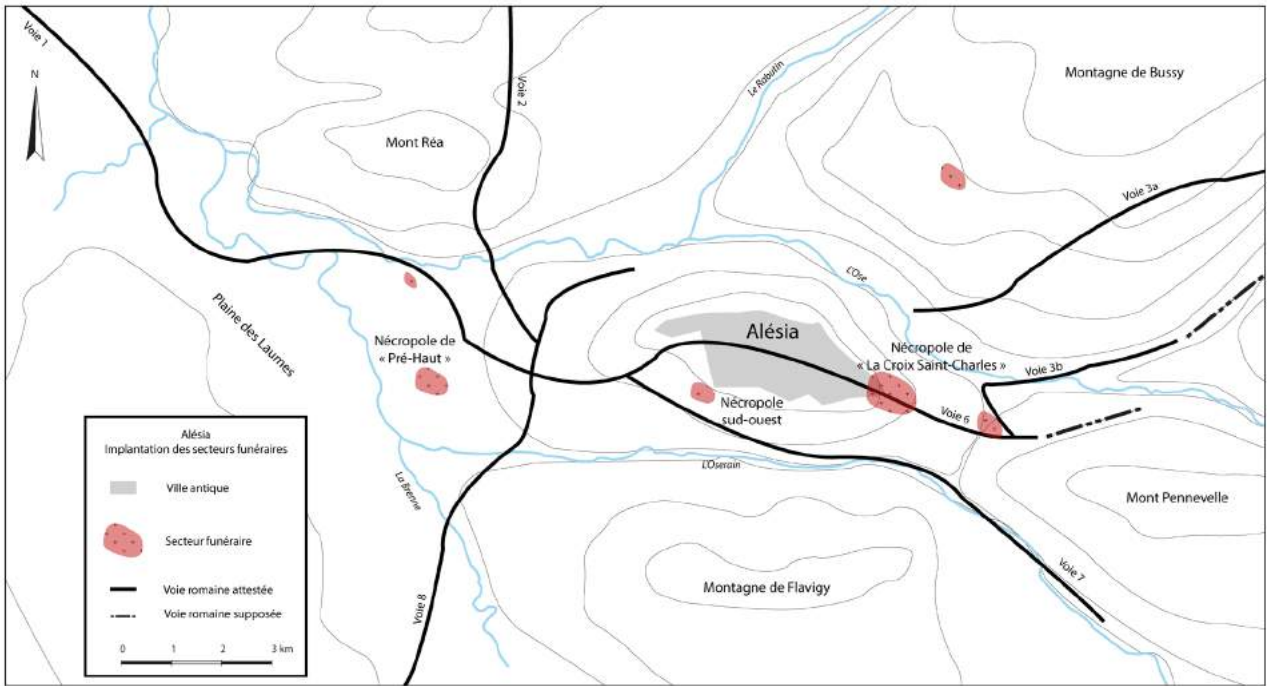 Voie 1
N
Voie 2
Mont Réa
Le Rabutin
Montagne de Bussy
Voie 3a
L'Ose
Plaine des Laumes
Nécropole de
« Pré-Haut »
Alésia
Nécropole de
« La Croix Saint-Charles »
Voie 3b
Nécropole
sud-ouest
Voie 6
L'Oserain
La Brenne
Mont Pennevelle
Montagne de Flavigy
Voie 7
Voie 8
Alésia
Implantation des secteurs funéraires
Ville antique
Secteur funéraire
Voie romaine attestée
Voie romaine supposée
0 1 2 3 km